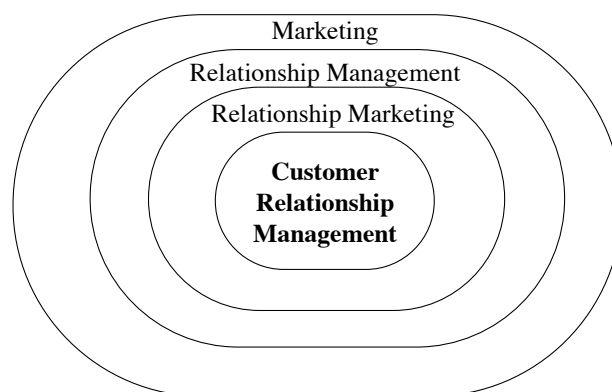 Marketing
Relationship Management
Relationship Marketing
Customer
Relationship
Management